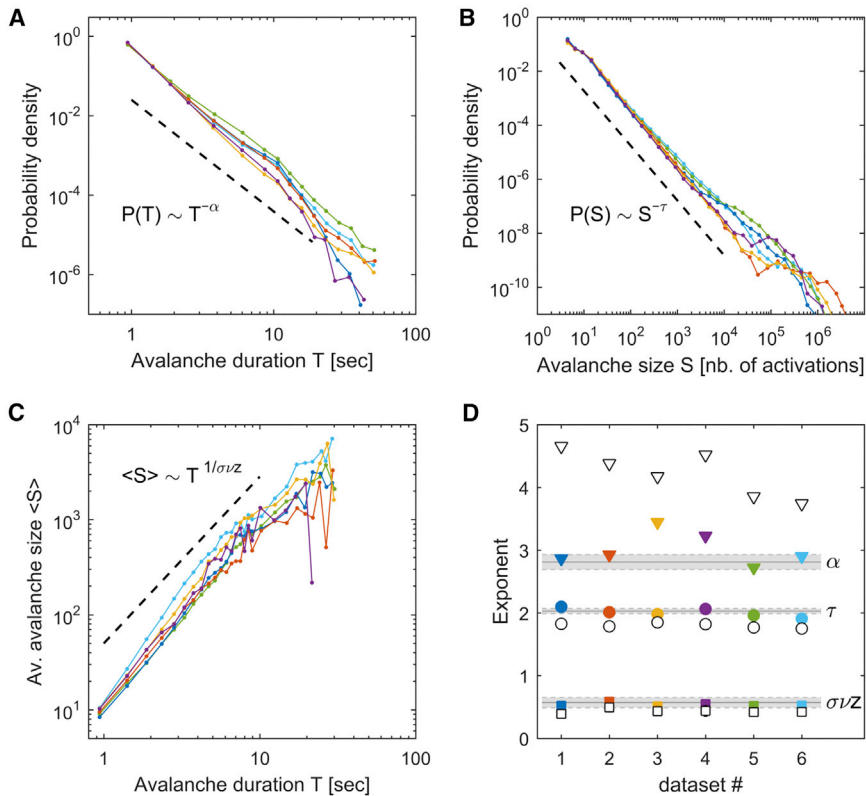 A
10^0
10^-2
10^-4
10^-6
Probability density
P(T) ~ T^-α
1
10
100
Avalanche duration T [sec]
B
10^0
10^-2
10^-4
10^-6
10^-8
10^-10
Probability density
P(S) ~ S^-τ
10^0
10^1
10^2
10^3
10^4
10^5
10^6
Avalanche size S [nb. of activations]
C
10^4
10^3
10^2
10^1
Av. avalanche size <S>
<S> ~ T^1/σνz
1
10
100
Avalanche duration T [sec]
D
5
4
3
2
1
0
Exponent
α
τ
σνz
1
2
3
4
5
6
dataset #